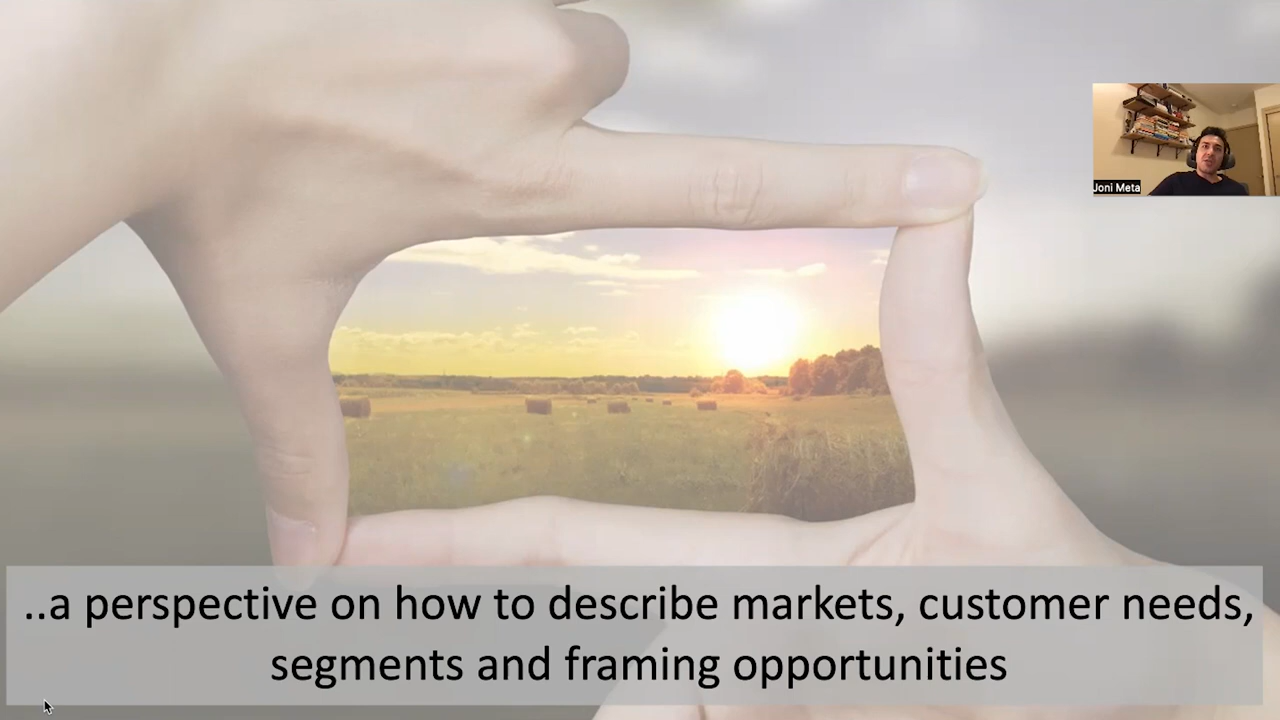 Joni Meta
..a perspective on how to describe markets, customer needs,
segments and framing opportunities